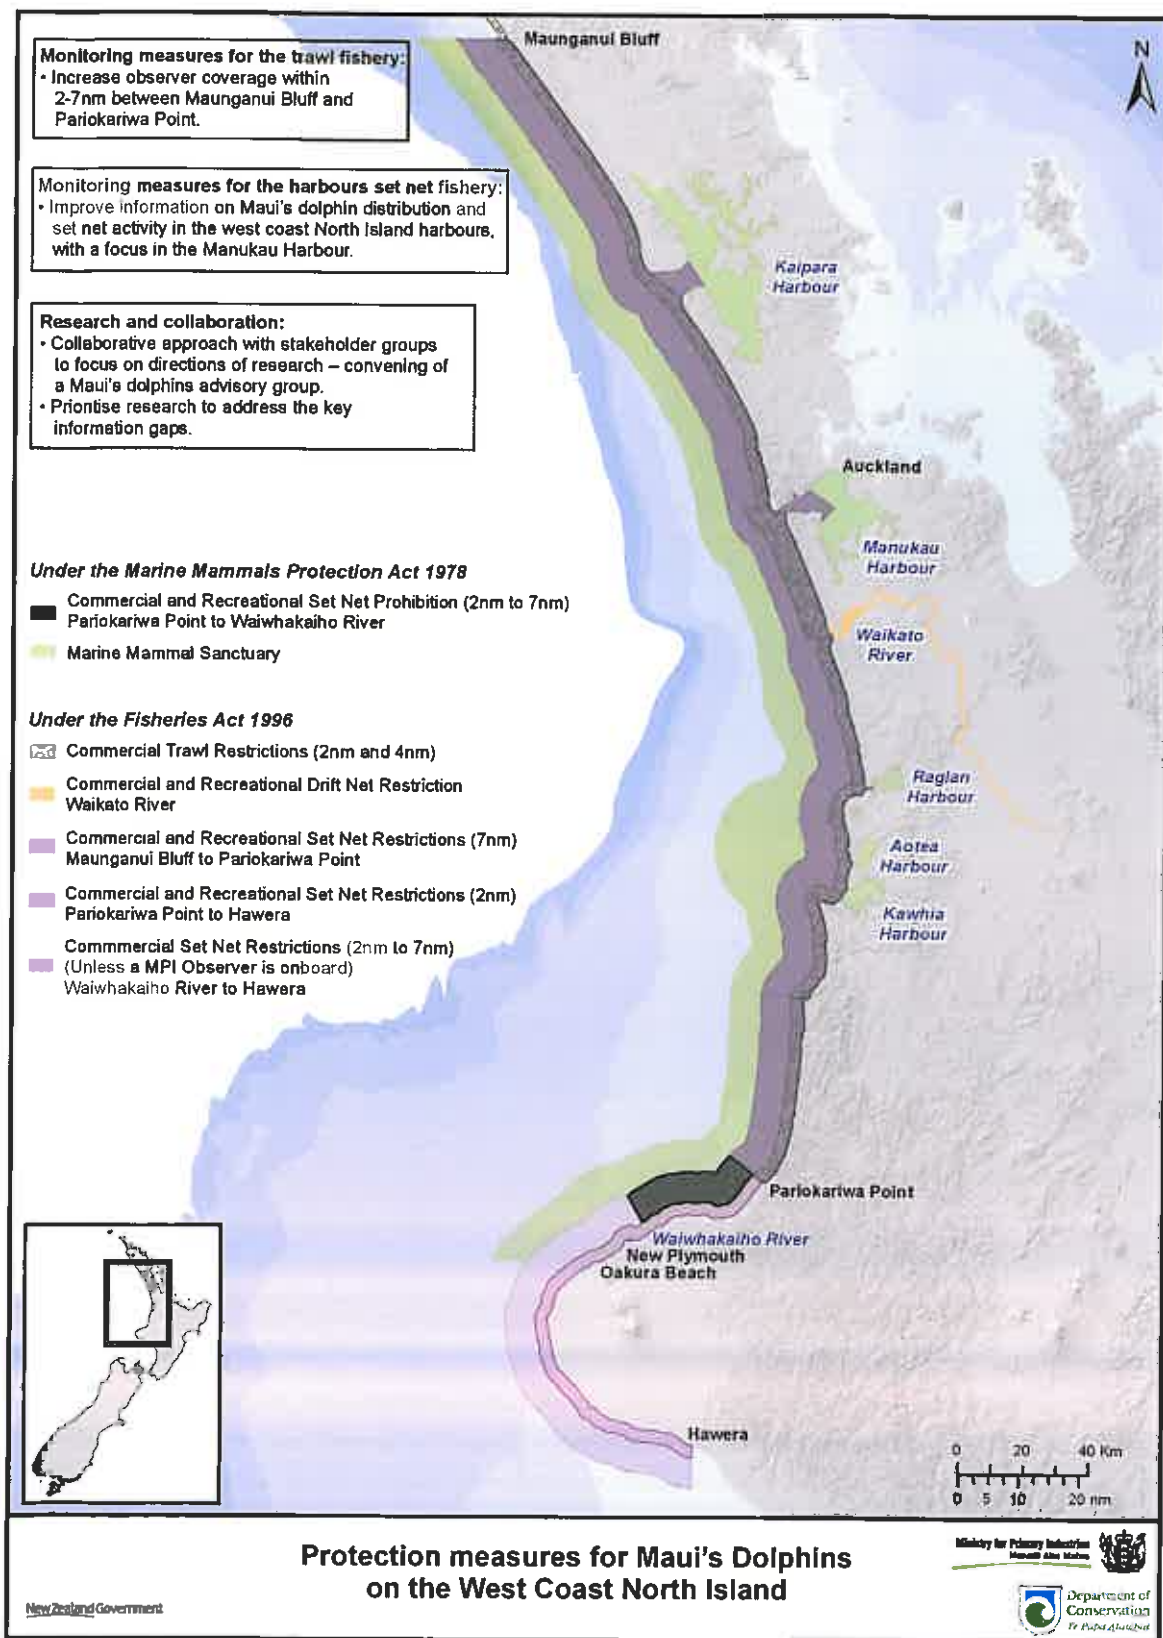 Maunganui Bluff
N
Monitoring measures for the trawl fishery:
• Increase observer coverage within
2-7nm between Maunganui Bluff and
Pariokariwa Point.
Monitoring measures for the harbours set net fishery:
• Improve information on Maui's dolphin distribution and
set net activity in the west coast North Island harbours,
with a focus in the Manukau Harbour.
Kaipara
Harbour
Research and collaboration:
• Collaborative approach with stakeholder groups
to focus on directions of research – convening of
a Maui's dolphins advisory group.
• Prioritise research to address the key
information gaps.
Auckland
Manukau
Harbour
Waikato
River
Under the Marine Mammals Protection Act 1978
Commercial and Recreational Set Net Prohibition (2nm to 7nm)
Pariokariwa Point to Waiwhakaiho River
Marine Mammal Sanctuary
Under the Fisheries Act 1996
Commercial Trawl Restrictions (2nm and 4nm)
Commercial and Recreational Drift Net Restriction
Waikato River
Commercial and Recreational Set Net Restrictions (7nm)
Maunganui Bluff to Pariokariwa Point
Commercial and Recreational Set Net Restrictions (2nm)
Pariokariwa Point to Hawera
Commmercial Set Net Restrictions (2nm to 7nm)
(Unless a MPI Observer is onboard)
Waiwhakaiho River to Hawera
Raglan
Harbour
Aotea
Harbour
Kawhia
Harbour
Pariokariwa Point
Waiwhakaiho River
New Plymouth
Oakura Beach
Hawera
0 20 40 Km
0 5 10 20 nm
Protection measures for Maui's Dolphins
on the West Coast North Island
New Zealand Government
Ministry for Primary Industries
Manatū Ahu Matua
Department of
Conservation
Te Papa Atawhai